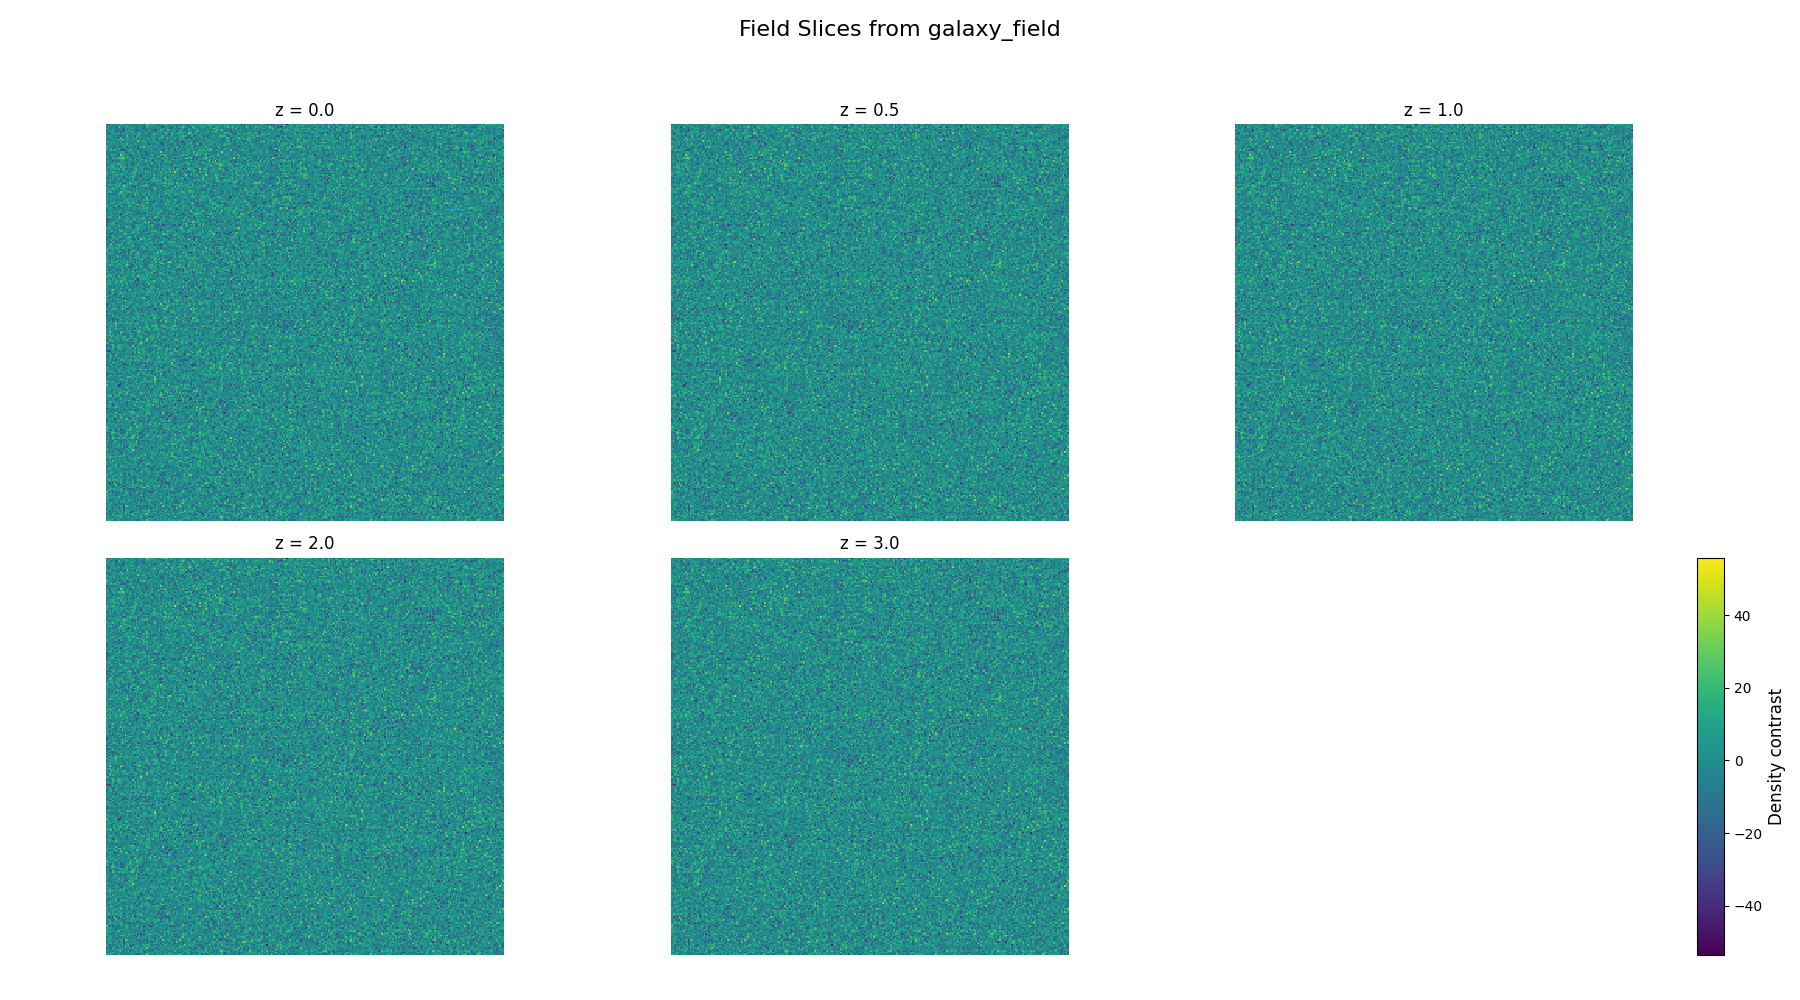 Field Slices from galaxy_field
z = 0.0
z = 0.5
z = 1.0
z = 2.0
z = 3.0
40
20
0
−20
−40
Density contrast